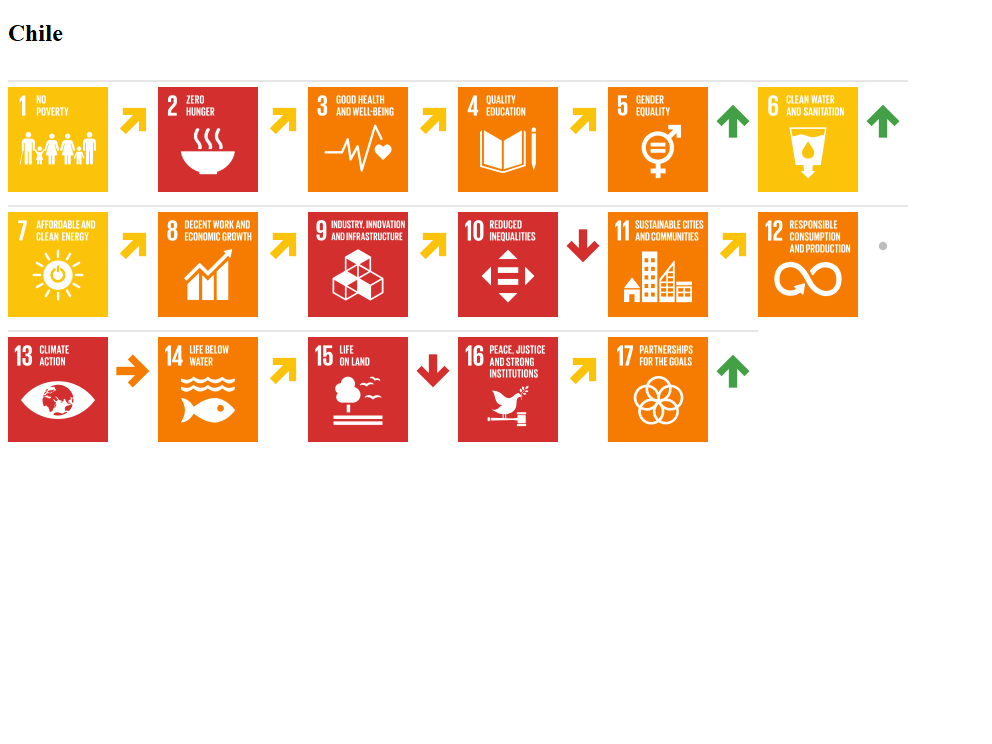 Chile
1 NO
POVERTY
2 ZERO
HUNGER
3 GOOD HEALTH
AND WELL-BEING
4 QUALITY
EDUCATION
5 GENDER
EQUALITY
6 CLEAN WATER
AND SANITATION
7 AFFORDABLE AND
CLEAN ENERGY
8 DECENT WORK AND
ECONOMIC GROWTH
9 INDUSTRY, INNOVATION
AND INFRASTRUCTURE
10 REDUCED
INEQUALITIES
11 SUSTAINABLE CITIES
AND COMMUNITIES
12 RESPONSIBLE
CONSUMPTION
AND PRODUCTION
13 CLIMATE
ACTION
14 LIFE BELOW
WATER
15 LIFE
ON LAND
16 PEACE, JUSTICE
AND STRONG
INSTITUTIONS
17 PARTNERSHIPS
FOR THE GOALS